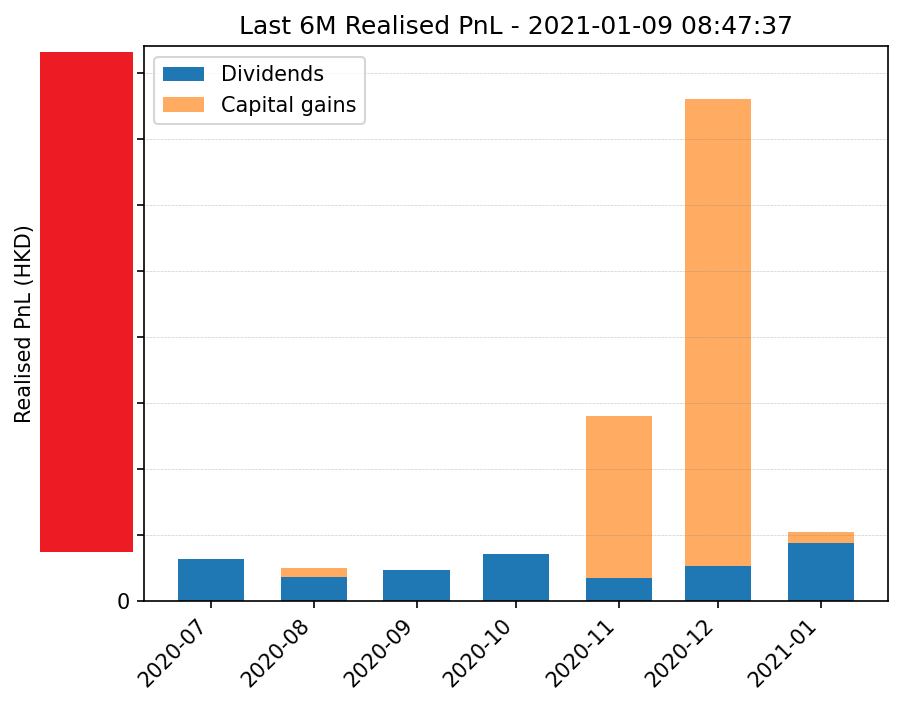 Last 6M Realised PnL - 2021-01-09 08:47:37
Dividends
Capital gains
Realised PnL (HKD)
0
2020-07
2020-08
2020-09
2020-10
2020-11
2020-12
2021-01